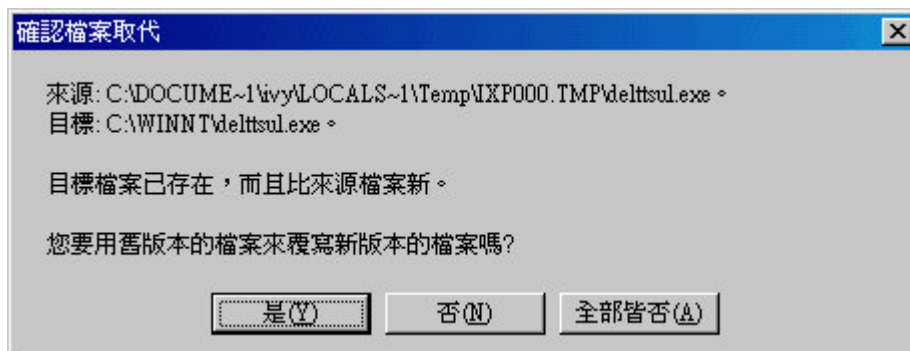 確認檔案取代
來源: C:\DOCUME~1\ivy\LOCALS~1\Temp\IXP000.TMP\delttsul.exe。
目標: C:\WINNT\delttsul.exe。
目標檔案已存在，而且比來源檔案新。
您要用舊版本的檔案來覆寫新版本的檔案嗎?
是(Y) 否(N) 全部皆否(A)